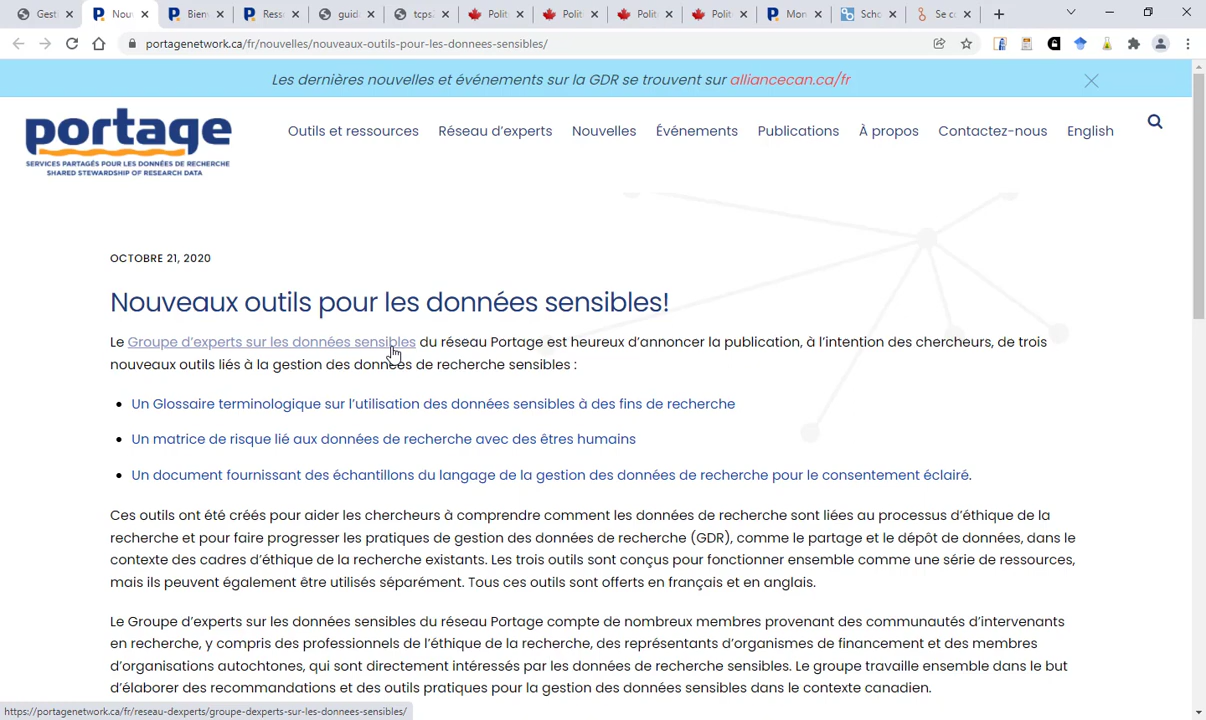 Gest
Nou
Bien
Ress
guid
tcps
Polit
Polit
Polit
Polit
Mon
Scho
Se co
portagenetwork.ca/fr/nouvelles/nouveaux-outils-pour-les-donnees-sensibles/
Les dernières nouvelles et événements sur la GDR se trouvent sur alliancecan.ca/fr
portage
SERVICES PARTAGÉS POUR LES DONNÉES DE RECHERCHE
SHARED STEWARDSHIP OF RESEARCH DATA
Outils et ressources Réseau d'experts Nouvelles Événements Publications À propos Contactez-nous English
OCTOBRE 21, 2020
Nouveaux outils pour les données sensibles!
Le Groupe d'experts sur les données sensibles du réseau Portage est heureux d'annoncer la publication, à l'intention des chercheurs, de trois
nouveaux outils liés à la gestion des données de recherche sensibles :
• Un Glossaire terminologique sur l'utilisation des données sensibles à des fins de recherche
• Un matrice de risque lié aux données de recherche avec des êtres humains
• Un document fournissant des échantillons du langage de la gestion des données de recherche pour le consentement éclairé.
Ces outils ont été créés pour aider les chercheurs à comprendre comment les données de recherche sont liées au processus d'éthique de la
recherche et pour faire progresser les pratiques de gestion des données de recherche (GDR), comme le partage et le dépôt de données, dans le
contexte des cadres d'éthique de la recherche existants. Les trois outils sont conçus pour fonctionner ensemble comme une série de ressources,
mais ils peuvent également être utilisés séparément. Tous ces outils sont offerts en français et en anglais.
Le Groupe d'experts sur les données sensibles du réseau Portage compte de nombreux membres provenant des communautés d'intervenants
en recherche, y compris des professionnels de l'éthique de la recherche, des représentants d'organismes de financement et des membres
d'organisations autochtones, qui sont directement intéressés par les données de recherche sensibles. Le groupe travaille ensemble dans le but
d'élaborer des recommandations et des outils pratiques pour la gestion des données sensibles dans le contexte canadien.
https://portagenetwork.ca/fr/reseau-dexperts/groupe-dexperts-sur-les-donnees-sensibles/